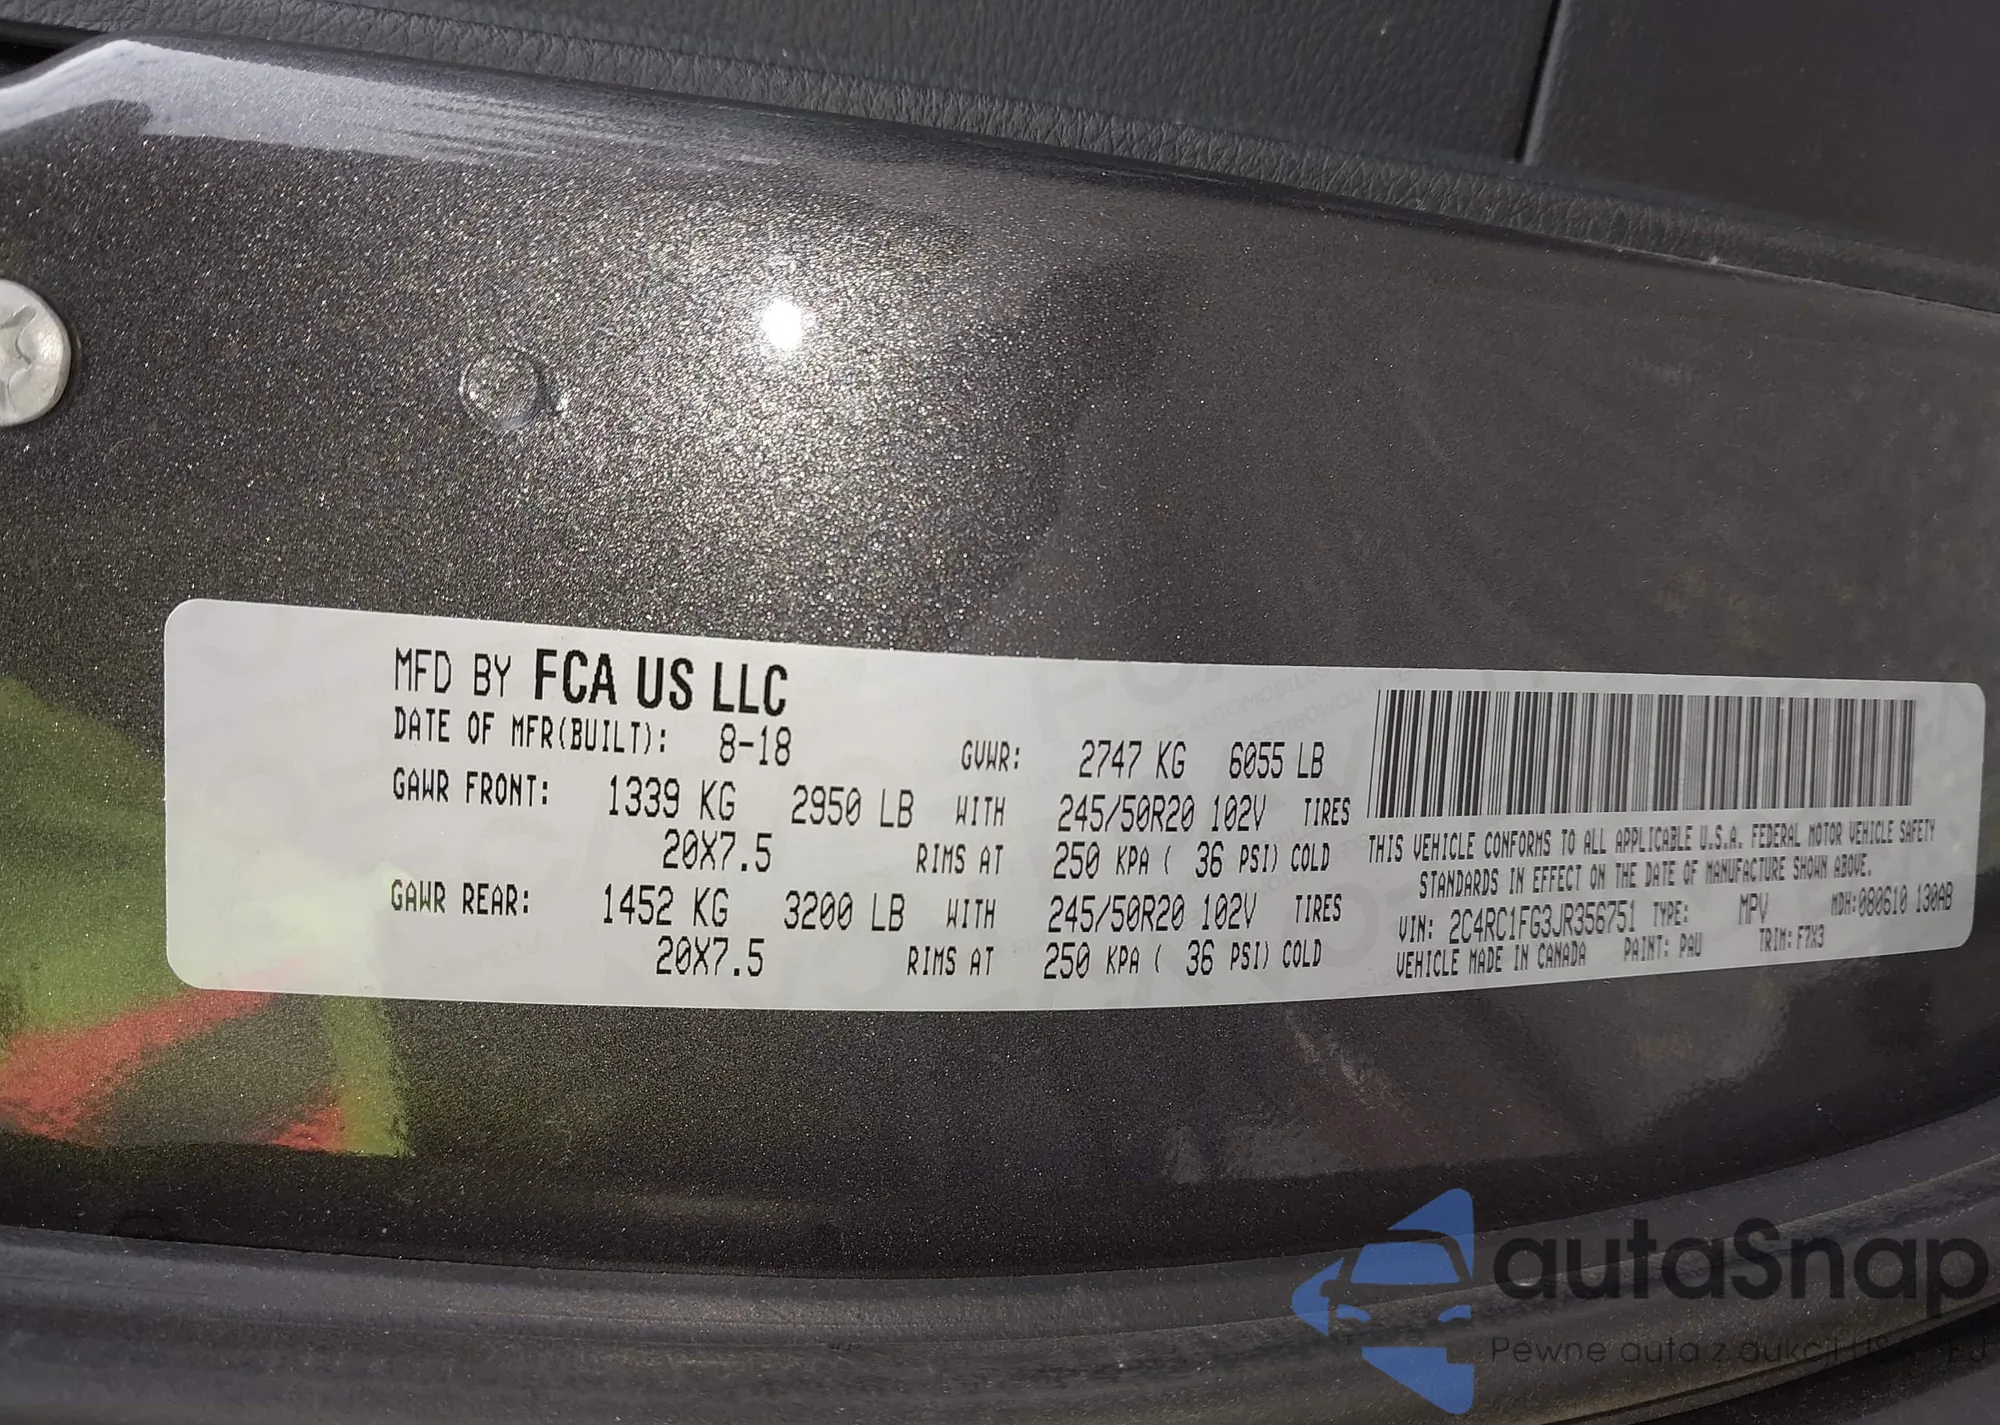 MFD BY FCA US LLC
DATE OF MFR(BUILT): 8-18 GVWR: 2747 KG 6055 LB
GAWR FRONT: 1339 KG 2950 LB WITH 245/50R20 102V TIRES
20X7.5 RIMS AT 250 KPA ( 36 PSI) COLD
GAWR REAR: 1452 KG 3200 LB WITH 245/50R20 102V TIRES
20X7.5 RIMS AT 250 KPA ( 36 PSI) COLD
THIS VEHICLE CONFORMS TO ALL APPLICABLE U.S.A. FEDERAL MOTOR VEHICLE SAFETY
STANDARDS IN EFFECT ON THE DATE OF MANUFACTURE SHOWN ABOVE.
VIN: 2C4RC1FG3JR356751 TYPE: MPV MDH:080610 130AB
VEHICLE MADE IN CANADA PAINT: PAU TRIM: F7X3
autaSnap
Pewne auta z aukcji USA